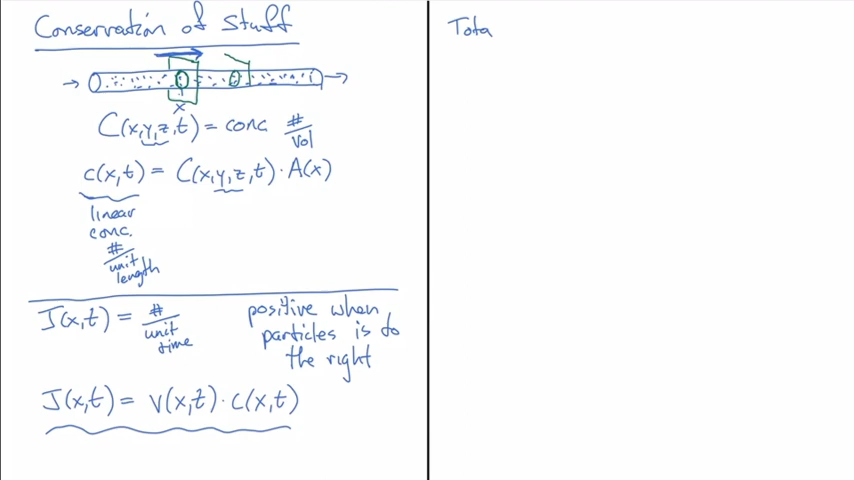 Conservation of Stuff
x
C(x,y,z,t) = conc #/vol
c(x,t) = C(x,y,z,t) · A(x)
linear
conc.
#/unit length
J(x,t) = #/unit time
positive when
particles is to
the right
J(x,t) = v(x,t) · c(x,t)
Tota